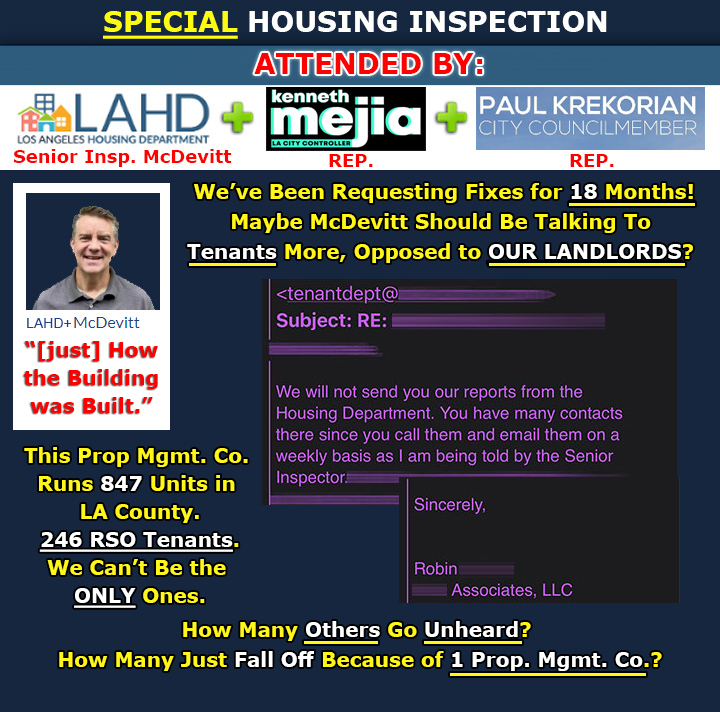 SPECIAL HOUSING INSPECTION
ATTENDED BY:
LAHD
LOS ANGELES HOUSING DEPARTMENT
Senior Insp. McDevitt
+
kenneth
mejia
LA CITY CONTROLLER
REP.
+
PAUL KREKORIAN
CITY COUNCILMEMBER
REP.
We've Been Requesting Fixes for 18 Months!
Maybe McDevitt Should Be Talking To
Tenants More, Opposed to OUR LANDLORDS?
LAHD+McDevitt
“[just] How
the Building
was Built.”
<tenantdept@
Subject: RE:
We will not send you our reports from the
Housing Department. You have many contacts
there since you call them and email them on a
weekly basis as I am being told by the Senior
Inspector.
Sincerely,
Robin
Associates, LLC
This Prop Mgmt. Co.
Runs 847 Units in
LA County.
246 RSO Tenants.
We Can't Be the
ONLY Ones.
How Many Others Go Unheard?
How Many Just Fall Off Because of 1 Prop. Mgmt. Co.?